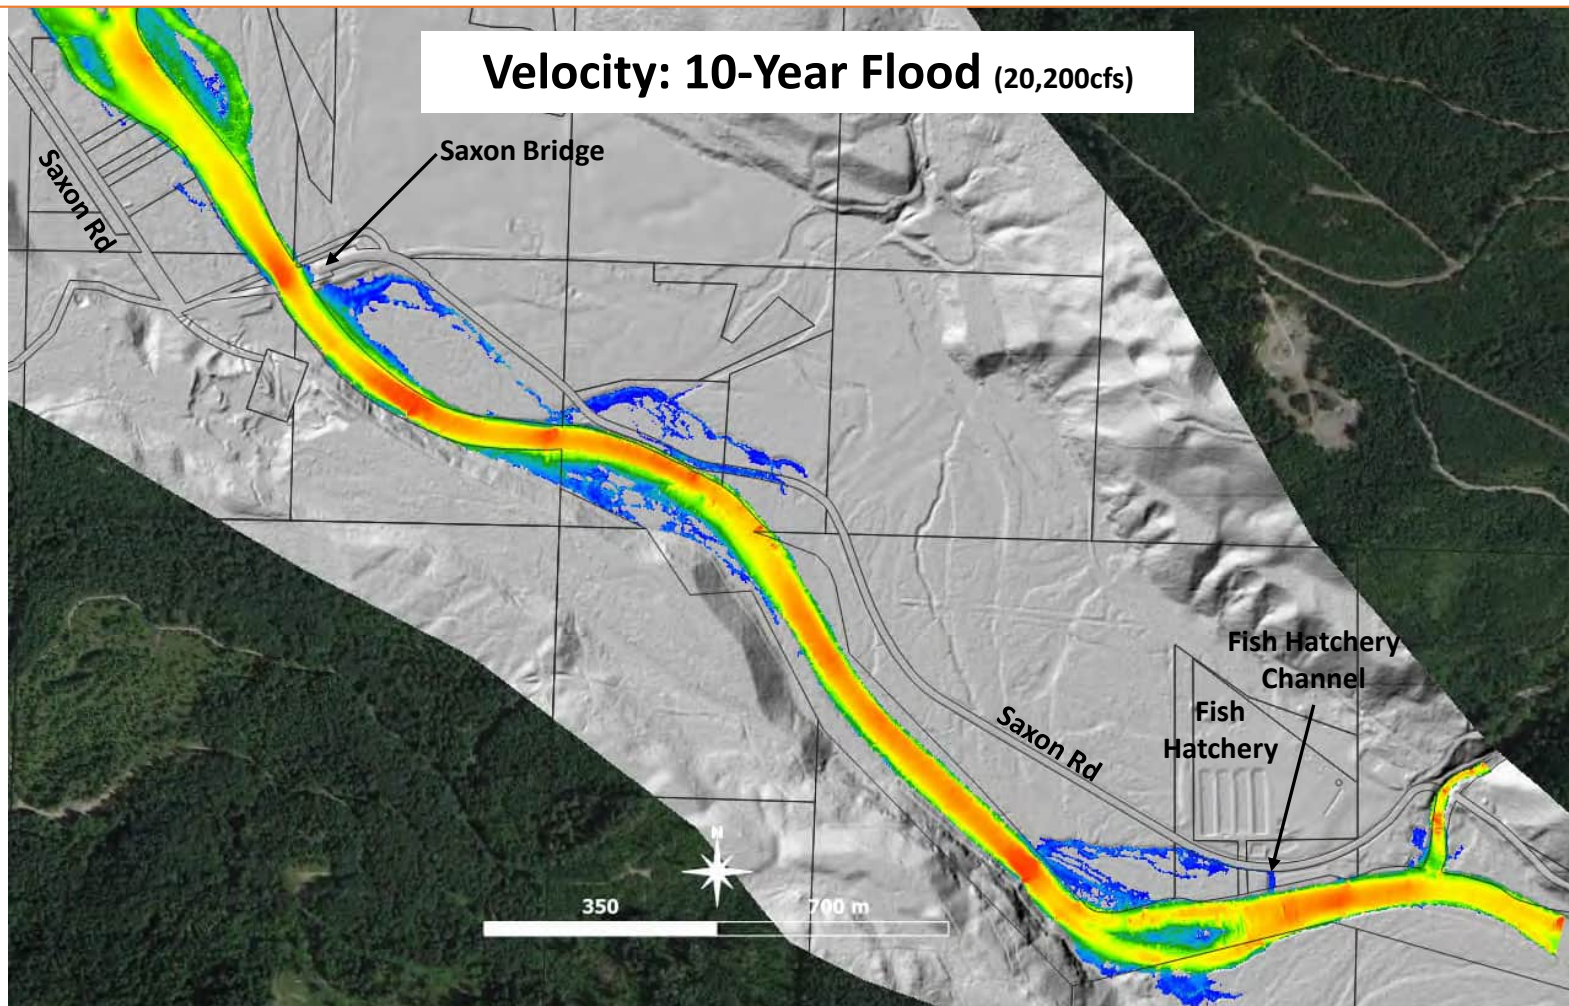 Velocity: 10-Year Flood (20,200cfs)
Saxon Bridge
Saxon Rd
Fish Hatchery
Channel
Fish
Hatchery
Saxon Rd
N
350 700 m